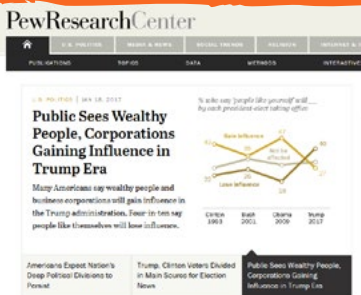 PewResearchCenter
U.S. POLITICS MEDIA & NEWS SOCIAL TRENDS RELIGION INTERNET &
PUBLICATIONS TOPICS DATA METHODS INTERACTIVE
U.S. POLITICS | JAN 18, 2017
Public Sees Wealthy
People, Corporations
Gaining Influence in
Trump Era
Many Americans say wealthy people and
business corporations will gain influence in
the Trump administration. Four-in-ten say
people like themselves will lose influence.
% who say 'people like yourself' will __
by each president-elect taking office
Gain influence
Not be
affected
Lose influence
Clinton Bush Obama Trump
1993 2001 2009 2017
Americans Expect Nation's
Deep Political Divisions to
Persist
Trump, Clinton Voters Divided
in Main Source for Election
News
Public Sees Wealthy People,
Corporations Gaining
Influence in Trump Era